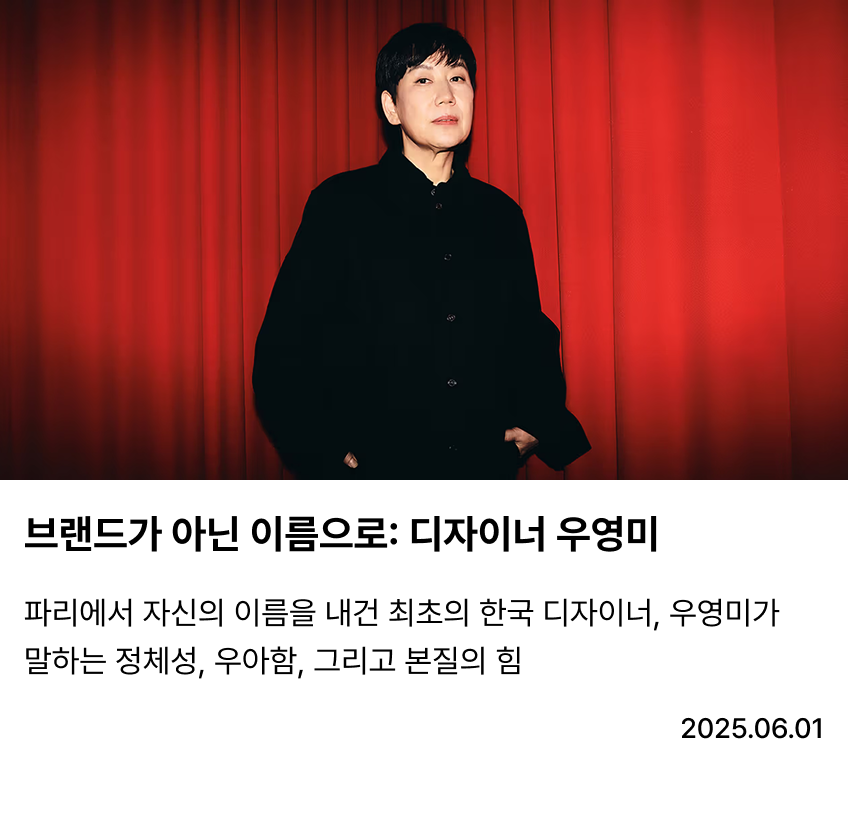 브랜드가 아닌 이름으로: 디자이너 우영미
파리에서 자신의 이름을 내건 최초의 한국 디자이너, 우영미가
말하는 정체성, 우아함, 그리고 본질의 힘
2025.06.01